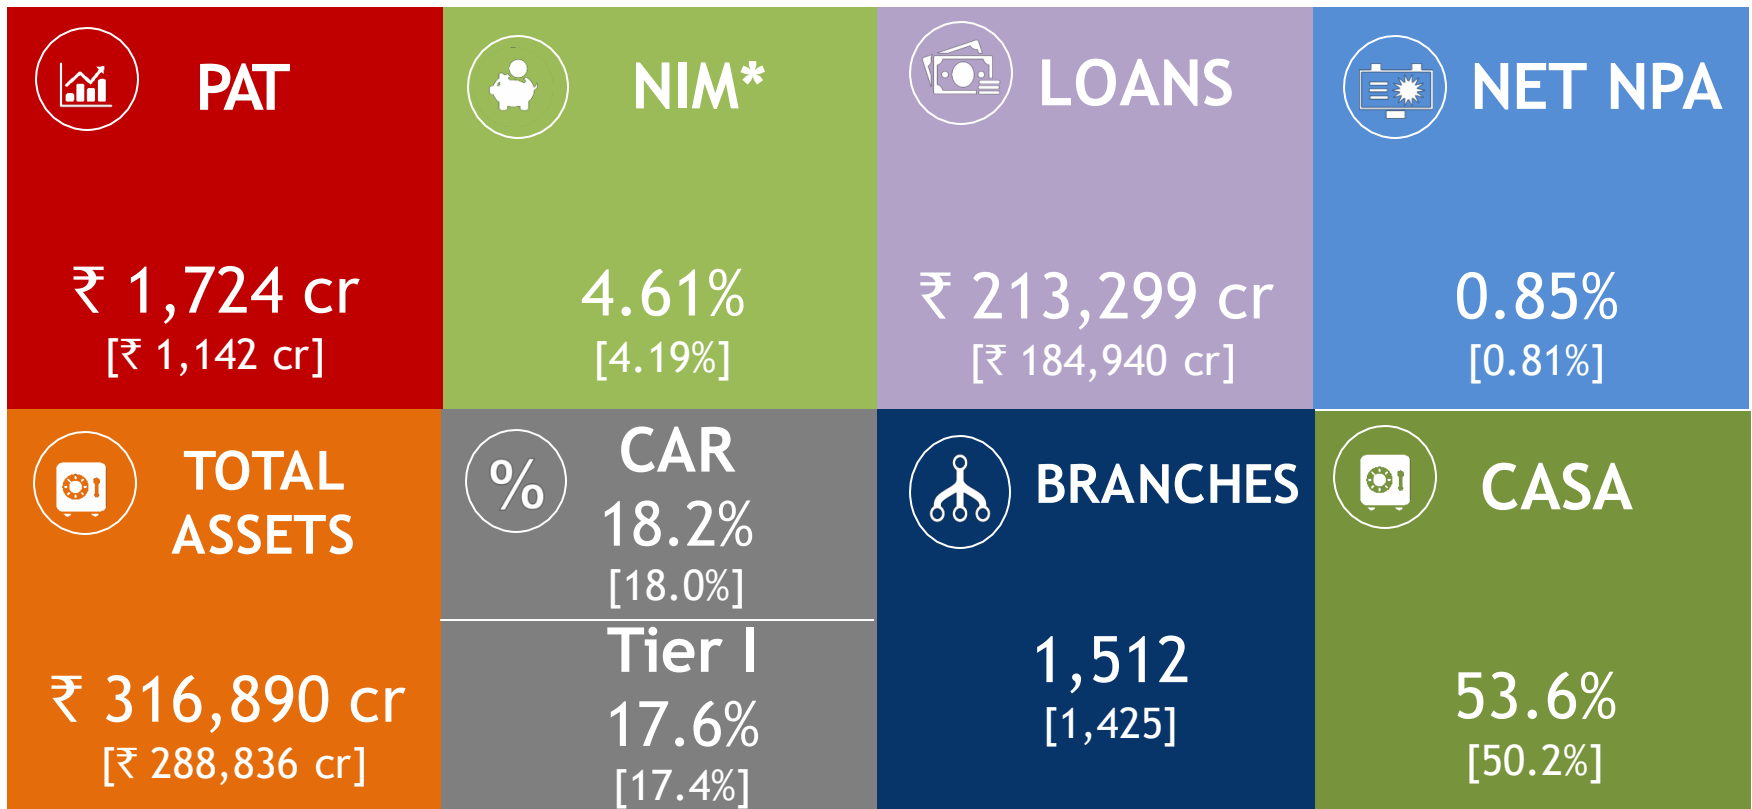 PAT
₹ 1,724 cr
[₹ 1,142 cr]
NIM*
4.61%
[4.19%]
LOANS
₹ 213,299 cr
[₹ 184,940 cr]
NET NPA
0.85%
[0.81%]
TOTAL
ASSETS
₹ 316,890 cr
[₹ 288,836 cr]
%
CAR
18.2%
[18.0%]
Tier I
17.6%
[17.4%]
BRANCHES
1,512
[1,425]
CASA
53.6%
[50.2%]